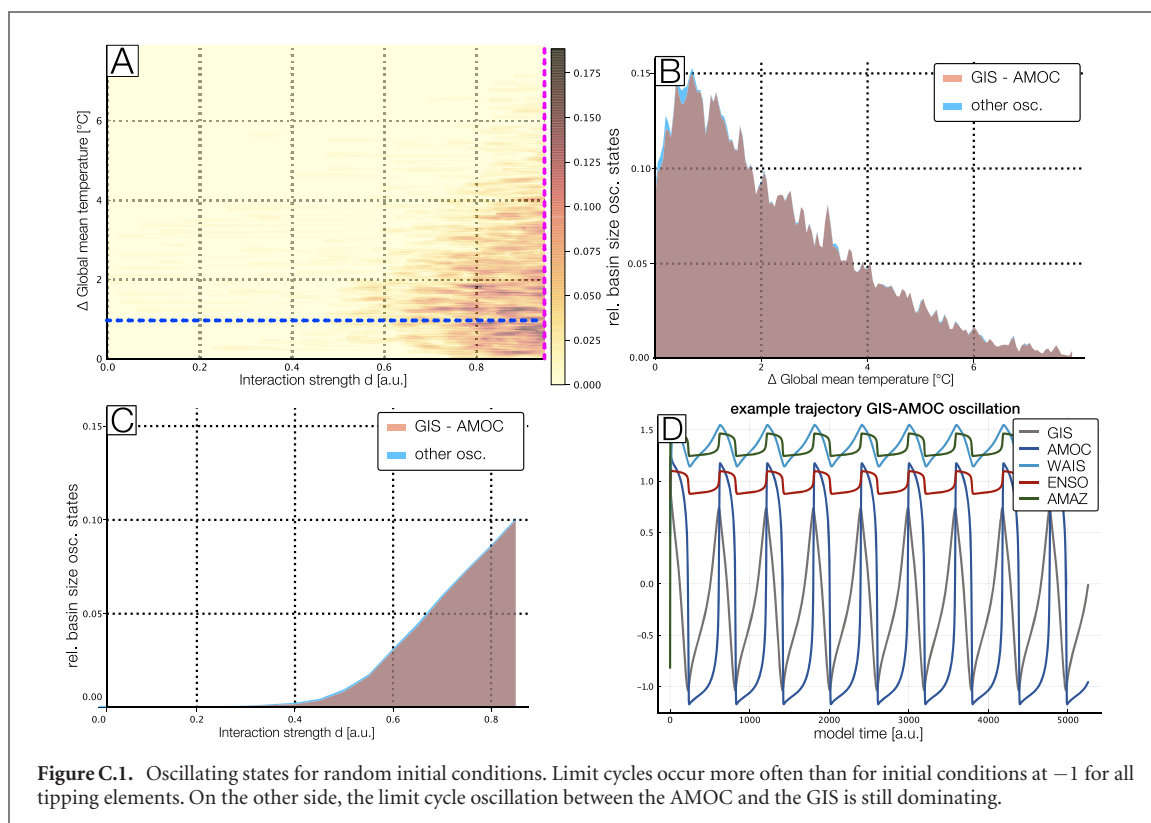 A
Δ Global mean temperature [°C]
6
4
2
0
0.0
0.2
0.4
0.6
0.8
Interaction strength d [a.u.]
0.175
0.150
0.125
0.100
0.075
0.050
0.025
0.000
B
rel. basin size osc. states
0.15
0.10
0.05
0.00
0
2
4
6
Δ Global mean temperature [°C]
GIS - AMOC
other osc.
C
rel. basin size osc. states
0.15
0.10
0.05
0.00
0.0
0.2
0.4
0.6
0.8
Interaction strength d [a.u.]
GIS - AMOC
other osc.
example trajectory GIS-AMOC oscillation
D
1.5
1.0
0.5
0.0
−0.5
−1.0
0
1000
2000
3000
4000
5000
model time [a.u.]
GIS
AMOC
WAIS
ENSO
AMAZ
Figure C.1. Oscillating states for random initial conditions. Limit cycles occur more often than for initial conditions at −1 for all
tipping elements. On the other side, the limit cycle oscillation between the AMOC and the GIS is still dominating.